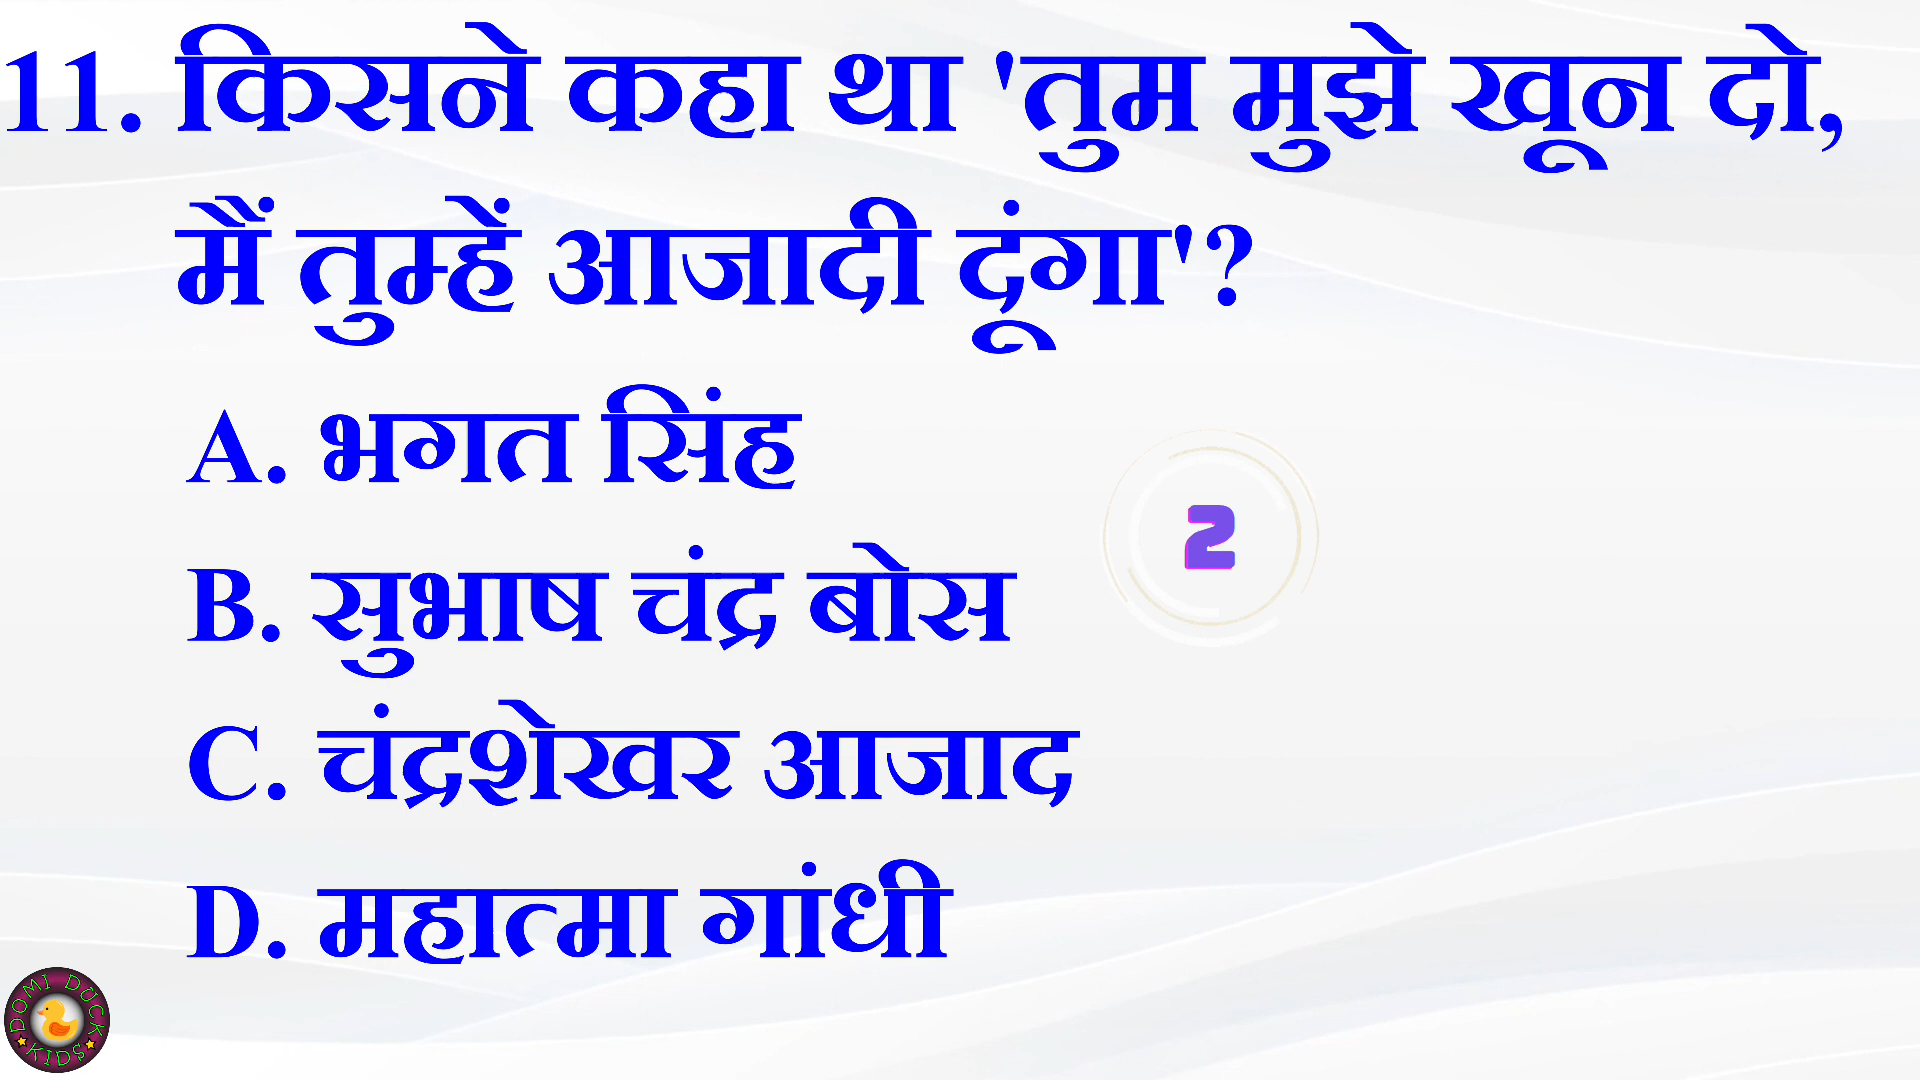 11. किसने कहा था 'तुम मुझे खून दो,
मैं तुम्हें आजादी दूंगा'?
A. भगत सिंह
2
B. सुभाष चंद्र बोस
C. चंद्रशेखर आजाद
D. महात्मा गांधी
DOMI DUCK
KIDS